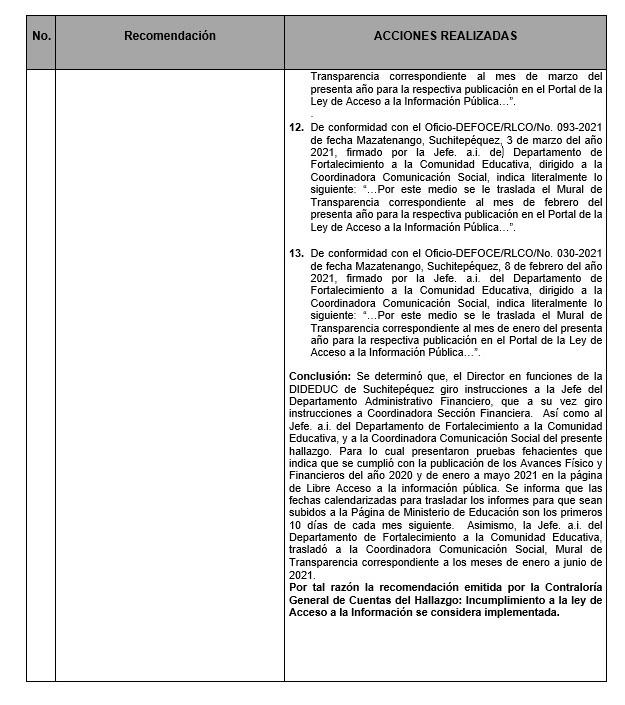 No.
Recomendación
ACCIONES REALIZADAS
Transparencia correspondiente al mes de marzo del
presente año para la respectiva publicación en el Portal de la
Ley de Acceso a la Información Pública…”.
.
12. De conformidad con el Oficio-DEFOCE/RLCO/No. 093-2021
de fecha Mazatenango, Suchitepéquez, 3 de marzo del año
2021, firmado por la Jefe. a.i. del Departamento de
Fortalecimiento a la Comunidad Educativa, dirigido a la
Coordinadora Comunicación Social, indica literalmente lo
siguiente: “…Por este medio se le traslada el Mural de
Transparencia correspondiente al mes de febrero del
presente año para la respectiva publicación en el Portal de la
Ley de Acceso a la Información Pública…”.
13. De conformidad con el Oficio-DEFOCE/RLCO/No. 030-2021
de fecha Mazatenango, Suchitepéquez, 8 de febrero del año
2021, firmado por la Jefe. a.i. del Departamento de
Fortalecimiento a la Comunidad Educativa, dirigido a la
Coordinadora Comunicación Social, indica literalmente lo
siguiente: “…Por este medio se le traslada el Mural de
Transparencia correspondiente al mes de enero del presente
año para la respectiva publicación en el Portal de la Ley de
Acceso a la Información Pública…”.
Conclusión: Se determinó que, el Director en funciones de la
DIDEDUC de Suchitepéquez giro instrucciones a la Jefe del
Departamento Administrativo Financiero, que a su vez giro
instrucciones a Coordinadora Sección Financiera. Así como al
Jefe. a.i. del Departamento de Fortalecimiento a la Comunidad
Educativa, y a la Coordinadora Comunicación Social del presente
hallazgo. Para lo cual presentaron pruebas fehacientes que
indica que se cumplió con la publicación de los Avances Físico y
Financieros del año 2020 y de enero a mayo 2021 en la página
de Libre Acceso a la información pública. Se informa que las
fechas calendarizadas para trasladar los informes para que sean
subidos a la Página de Ministerio de Educación son los primeros
10 días de cada mes siguiente. Asimismo, la Jefe. a.i. del
Departamento de Fortalecimiento a la Comunidad Educativa,
trasladó a la Coordinadora Comunicación Social, Mural de
Transparencia correspondiente a los meses de enero a junio de
2021.
Por tal razón la recomendación emitida por la Contraloría
General de Cuentas del Hallazgo: Incumplimiento a la ley de
Acceso a la Información se considera implementada.